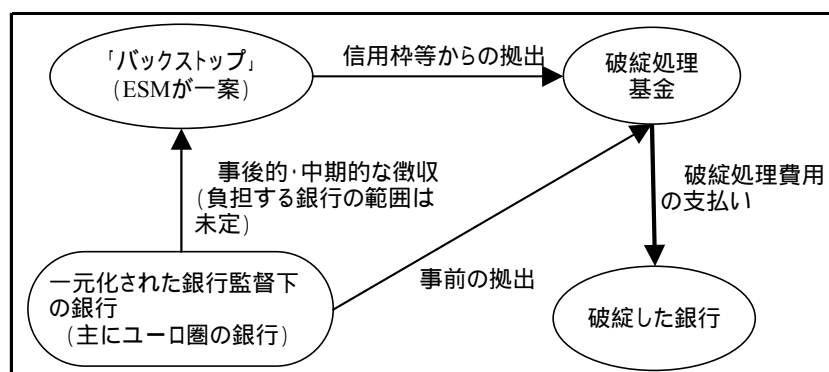 「バックストップ」
(ESMが一案)
信用枠等からの拠出
破綻処理
基金
事後的・中期的な徴収
(負担する銀行の範囲は
未定)
破綻処理費用
の支払い
一元化された銀行監督下
の銀行
(主にユーロ圏の銀行)
事前の拠出
破綻した銀行